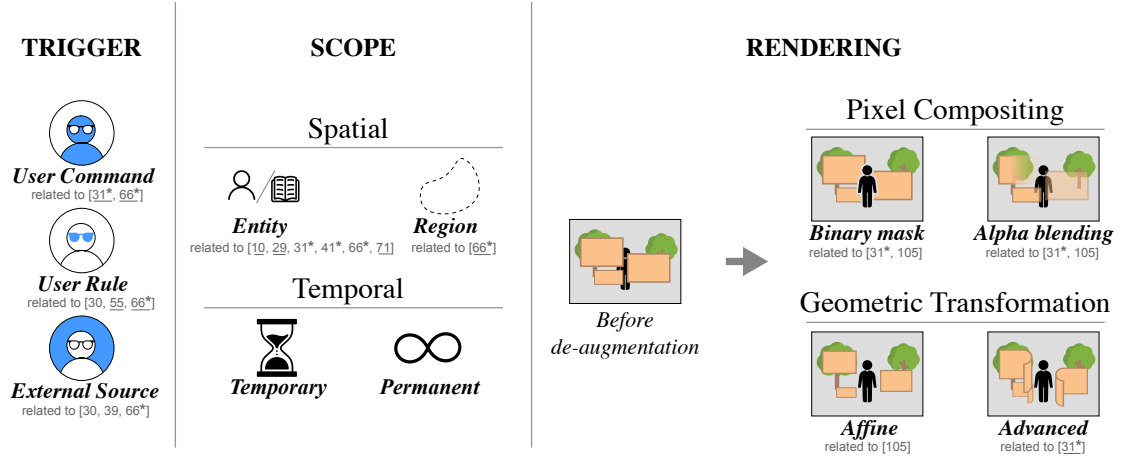 TRIGGER
User Command
related to [31*, 66*]
User Rule
related to [30, 55, 66*]
External Source
related to [30, 39, 66*]
SCOPE
Spatial
Entity
related to [10, 29, 31*, 41*, 66*, 71]
Region
related to [66*]
Temporal
Temporary
Permanent
RENDERING
Before
de-augmentation
Pixel Compositing
Binary mask
related to [31*, 105]
Alpha blending
related to [31*, 105]
Geometric Transformation
Affine
related to [105]
Advanced
related to [31*]